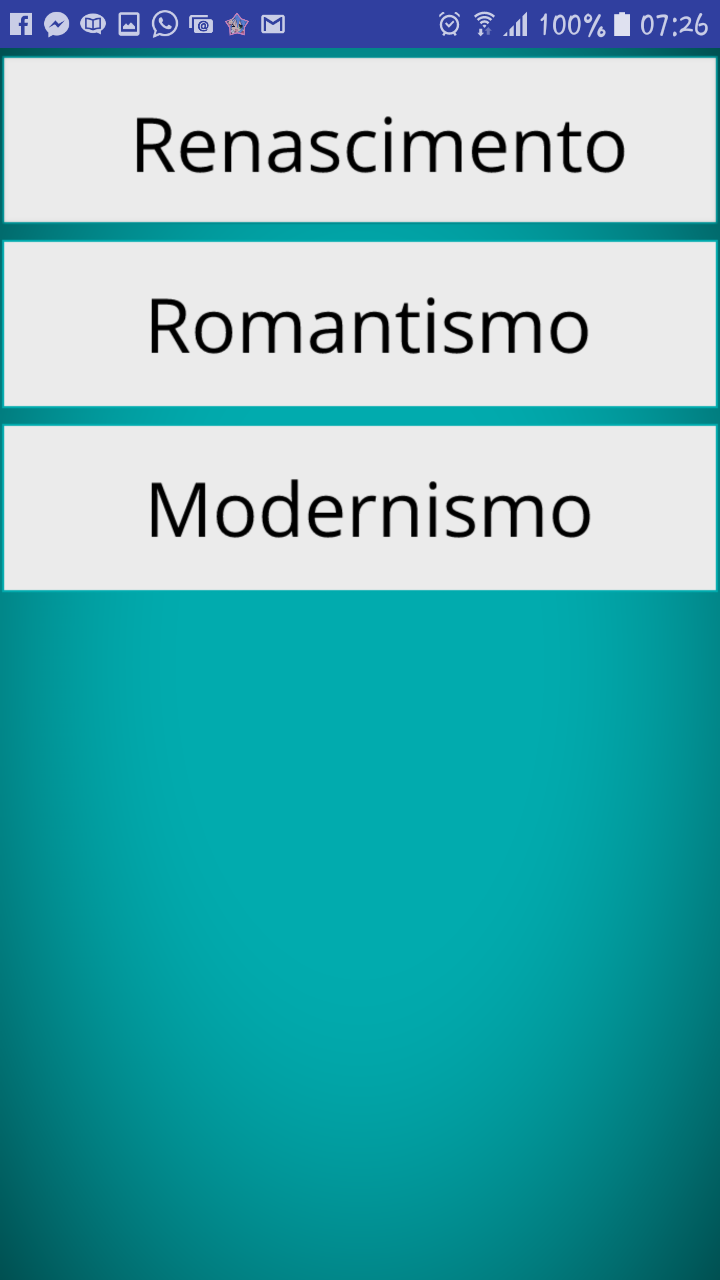 100% 07:26
Renascimento
Romantismo
Modernismo